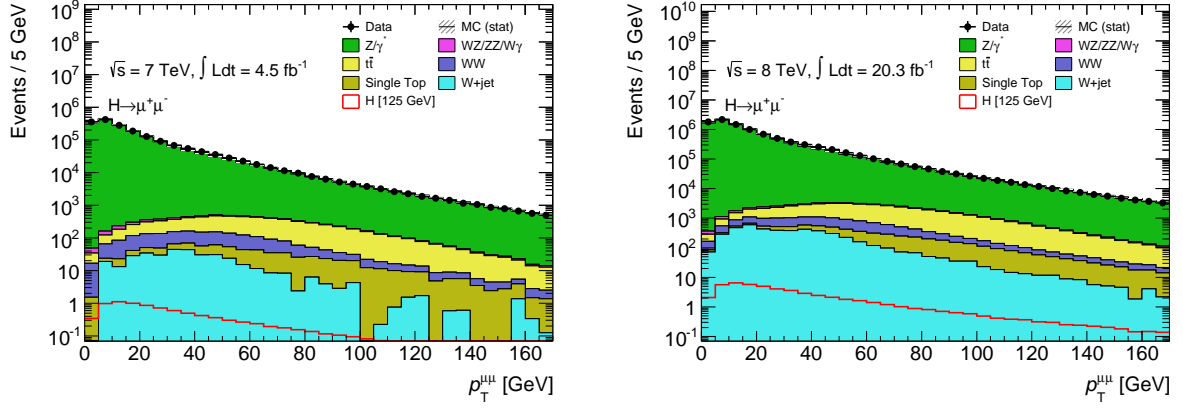 Events / 5 GeV
10⁹
10⁸
10⁷
10⁶
10⁵
10⁴
10³
10²
10
1
10⁻¹
Data
MC (stat)
Z/γ*
WZ/ZZ/Wγ
tt̄
WW
Single Top
W+jet
H [125 GeV]
√s = 7 TeV, ∫ Ldt = 4.5 fb⁻¹
H→μ⁺μ⁻
0 20 40 60 80 100 120 140 160
p_T^μμ [GeV]
Events / 5 GeV
10¹⁰
10⁹
10⁸
10⁷
10⁶
10⁵
10⁴
10³
10²
10
1
10⁻¹
Data
MC (stat)
Z/γ*
WZ/ZZ/Wγ
tt̄
WW
Single Top
W+jet
H [125 GeV]
√s = 8 TeV, ∫ Ldt = 20.3 fb⁻¹
H→μ⁺μ⁻
0 20 40 60 80 100 120 140 160
p_T^μμ [GeV]